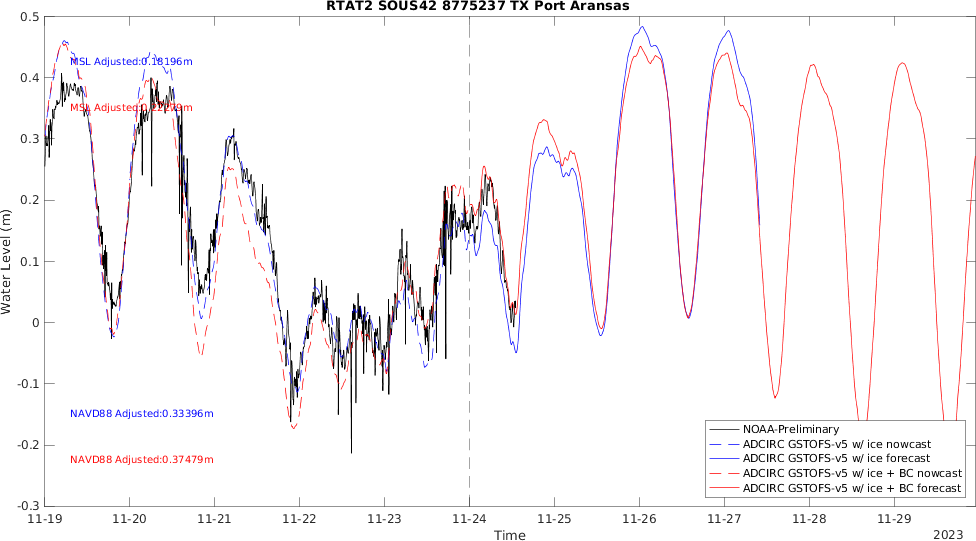 RTAT2 SOUS42 8775237 TX Port Aransas
0.5
0.4
0.3
0.2
0.1
0
-0.1
-0.2
-0.3
Water Level (m)
MSL Adjusted:0.18196m
MSL Adjusted:0.22279m
NAVD88 Adjusted:0.33396m
NAVD88 Adjusted:0.37479m
NOAA-Preliminary
ADCIRC GSTOFS-v5 w/ ice nowcast
ADCIRC GSTOFS-v5 w/ ice forecast
ADCIRC GSTOFS-v5 w/ ice + BC nowcast
ADCIRC GSTOFS-v5 w/ ice + BC forecast
11-19 11-20 11-21 11-22 11-23 11-24 11-25 11-26 11-27 11-28 11-29
Time
2023